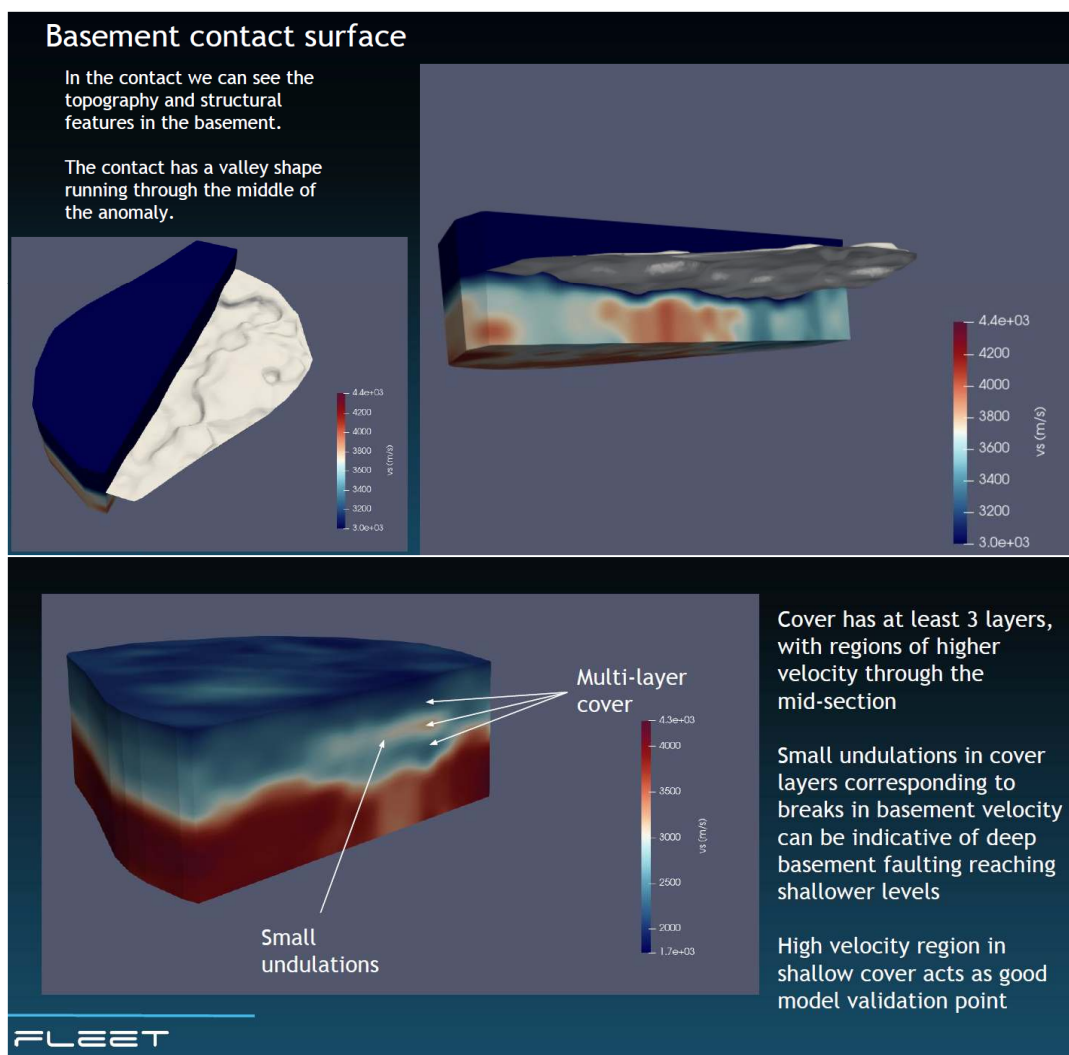 Basement contact surface
In the contact we can see the
topography and structural
features in the basement.
The contact has a valley shape
running through the middle of
the anomaly.
4.4e+03
4200
4000
3800
3600
3400
3200
3.0e+03
vs (m/s)
4.4e+03
4200
4000
3800
3600
3400
3200
3.0e+03
vs (m/s)
Multi-layer
cover
4.3e+03
4000
3500
3000
2500
2000
1.7e+03
vs (m/s)
Small
undulations
Cover has at least 3 layers,
with regions of higher
velocity through the
mid-section
Small undulations in cover
layers corresponding to
breaks in basement velocity
can be indicative of deep
basement faulting reaching
shallower levels
High velocity region in
shallow cover acts as good
model validation point
FLEET